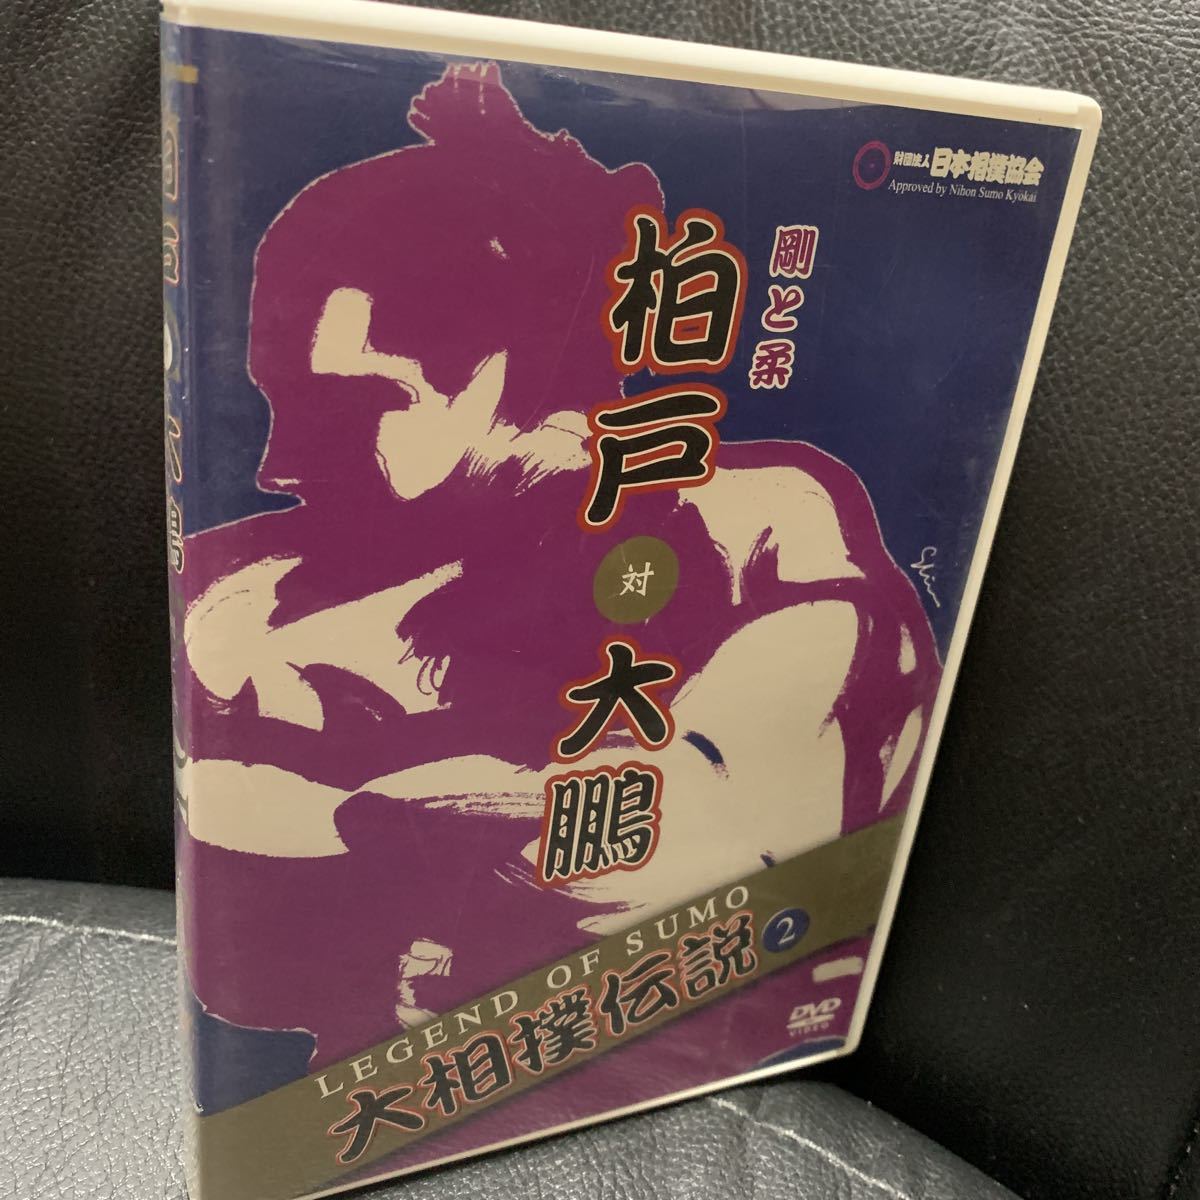 財団法人 日本相撲協会
Approved by Nihon Sumo Kyokai
剛と柔
柏戸
対
大鵬
LEGEND OF SUMO
大相撲伝説 2
DVD
VIDEO